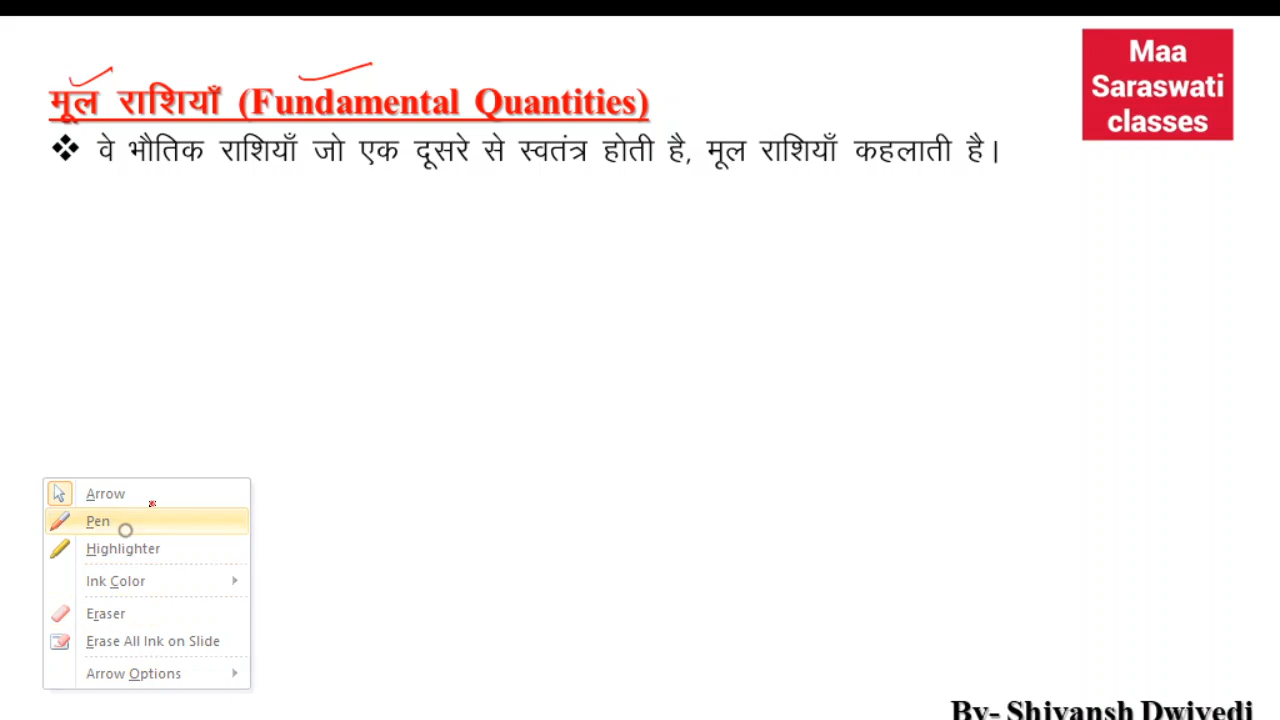 Maa
Saraswati
classes
मूल राशियाँ (Fundamental Quantities)
❖ वे भौतिक राशियाँ जो एक दूसरे से स्वतंत्र होती है, मूल राशियाँ कहलाती है।
Arrow
Pen
Highlighter
Ink Color
Eraser
Erase All Ink on Slide
Arrow Options
By- Shivansh Dwivedi